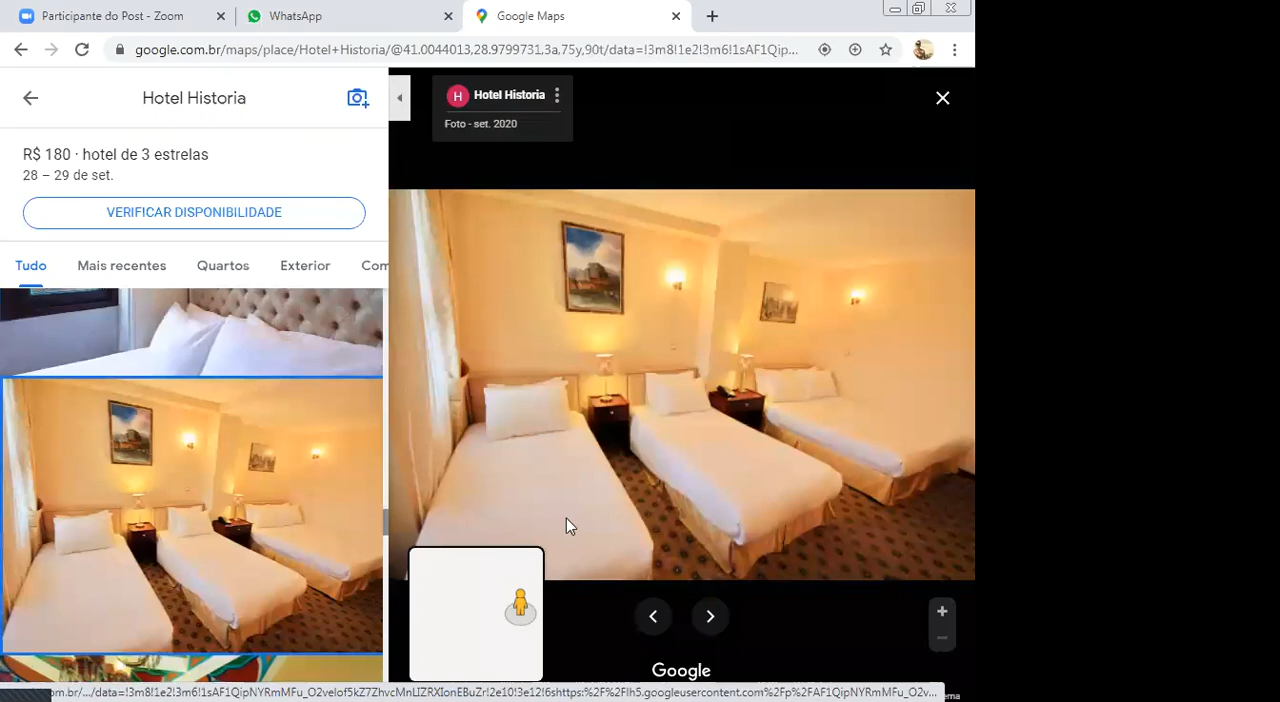 Participante do Post - Zoom
WhatsApp
Google Maps
google.com.br/maps/place/Hotel+Historia/@41.0044013,28.9799731,3a,75y,90t/data=!3m8!1e2!3m6!1sAF1Qip...
Hotel Historia
H Hotel Historia
Foto - set. 2020
R$ 180 · hotel de 3 estrelas
28 – 29 de set.
VERIFICAR DISPONIBILIDADE
Tudo
Mais recentes
Quartos
Exterior
Com
Google